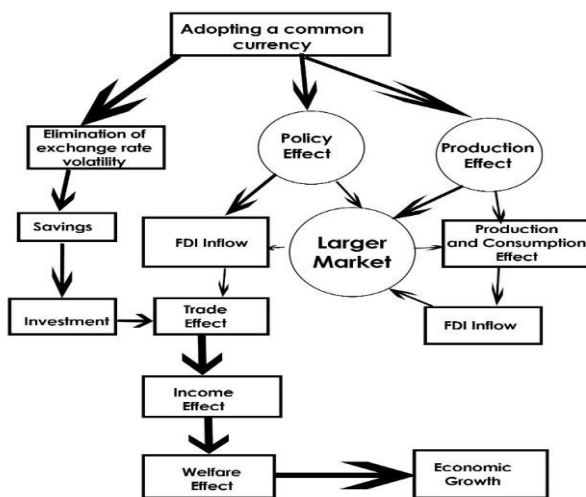 Adopting a common
currency
Elimination of
exchange rate
volatility
Policy
Effect
Production
Effect
Savings
FDI Inflow
Larger
Market
Production
and Consumption
Effect
Investment
Trade
Effect
FDI Inflow
Income
Effect
Welfare
Effect
Economic
Growth